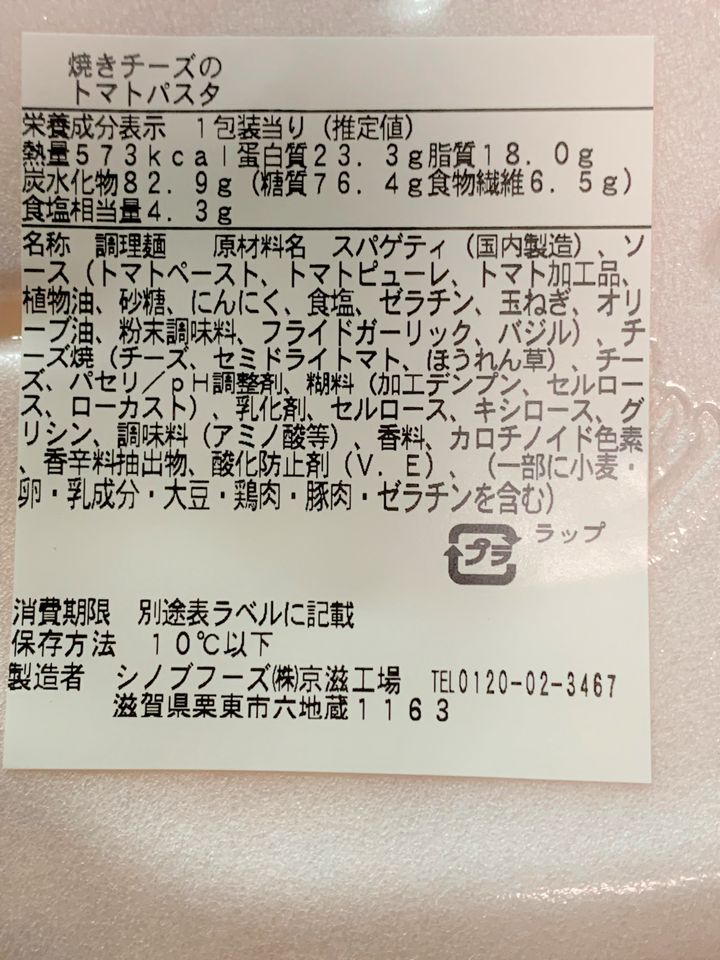 焼きチーズの
トマトパスタ
栄養成分表示　１包装当り（推定値）
熱量５７３ｋｃａｌ蛋白質２３．３ｇ脂質１８．０ｇ
炭水化物８２．９ｇ（糖質７６．４ｇ食物繊維６．５ｇ）
食塩相当量４．３ｇ
名称　調理麺　　原材料名　スパゲティ（国内製造）、ソ
ース（トマトペースト、トマトピューレ、トマト加工品、
植物油、砂糖、にんにく、食塩、ゼラチン、玉ねぎ、オリ
ーブ油、粉末調味料、フライドガーリック、バジル）、チ
ーズ焼（チーズ、セミドライトマト、ほうれん草）、チー
ズ、パセリ／ｐＨ調整剤、糊料（加工デンプン、セルロー
ス、ローカスト）、乳化剤、セルロース、キシロース、グ
リシン、調味料（アミノ酸等）、香料、カロチノイド色素
、香辛料抽出物、酸化防止剤（Ｖ．Ｅ）、（一部に小麦・
卵・乳成分・大豆・鶏肉・豚肉・ゼラチンを含む）
プラ ラップ
消費期限　別途表ラベルに記載
保存方法　１０℃以下
製造者　シノブフーズ㈱京滋工場　TEL0120-02-3467
滋賀県栗東市六地蔵１１６３